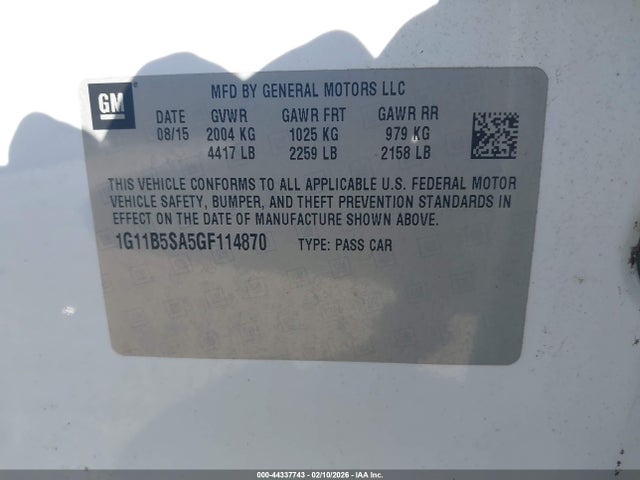 GM
MFD BY GENERAL MOTORS LLC
DATE GVWR GAWR FRT GAWR RR
08/15 2004 KG 1025 KG 979 KG
4417 LB 2259 LB 2158 LB
THIS VEHICLE CONFORMS TO ALL APPLICABLE U.S. FEDERAL MOTOR
VEHICLE SAFETY, BUMPER, AND THEFT PREVENTION STANDARDS IN
EFFECT ON THE DATE OF MANUFACTURE SHOWN ABOVE.
1G11B5SA5GF114870 TYPE: PASS CAR
000-44337743 - 02/10/2026 - IAA Inc.